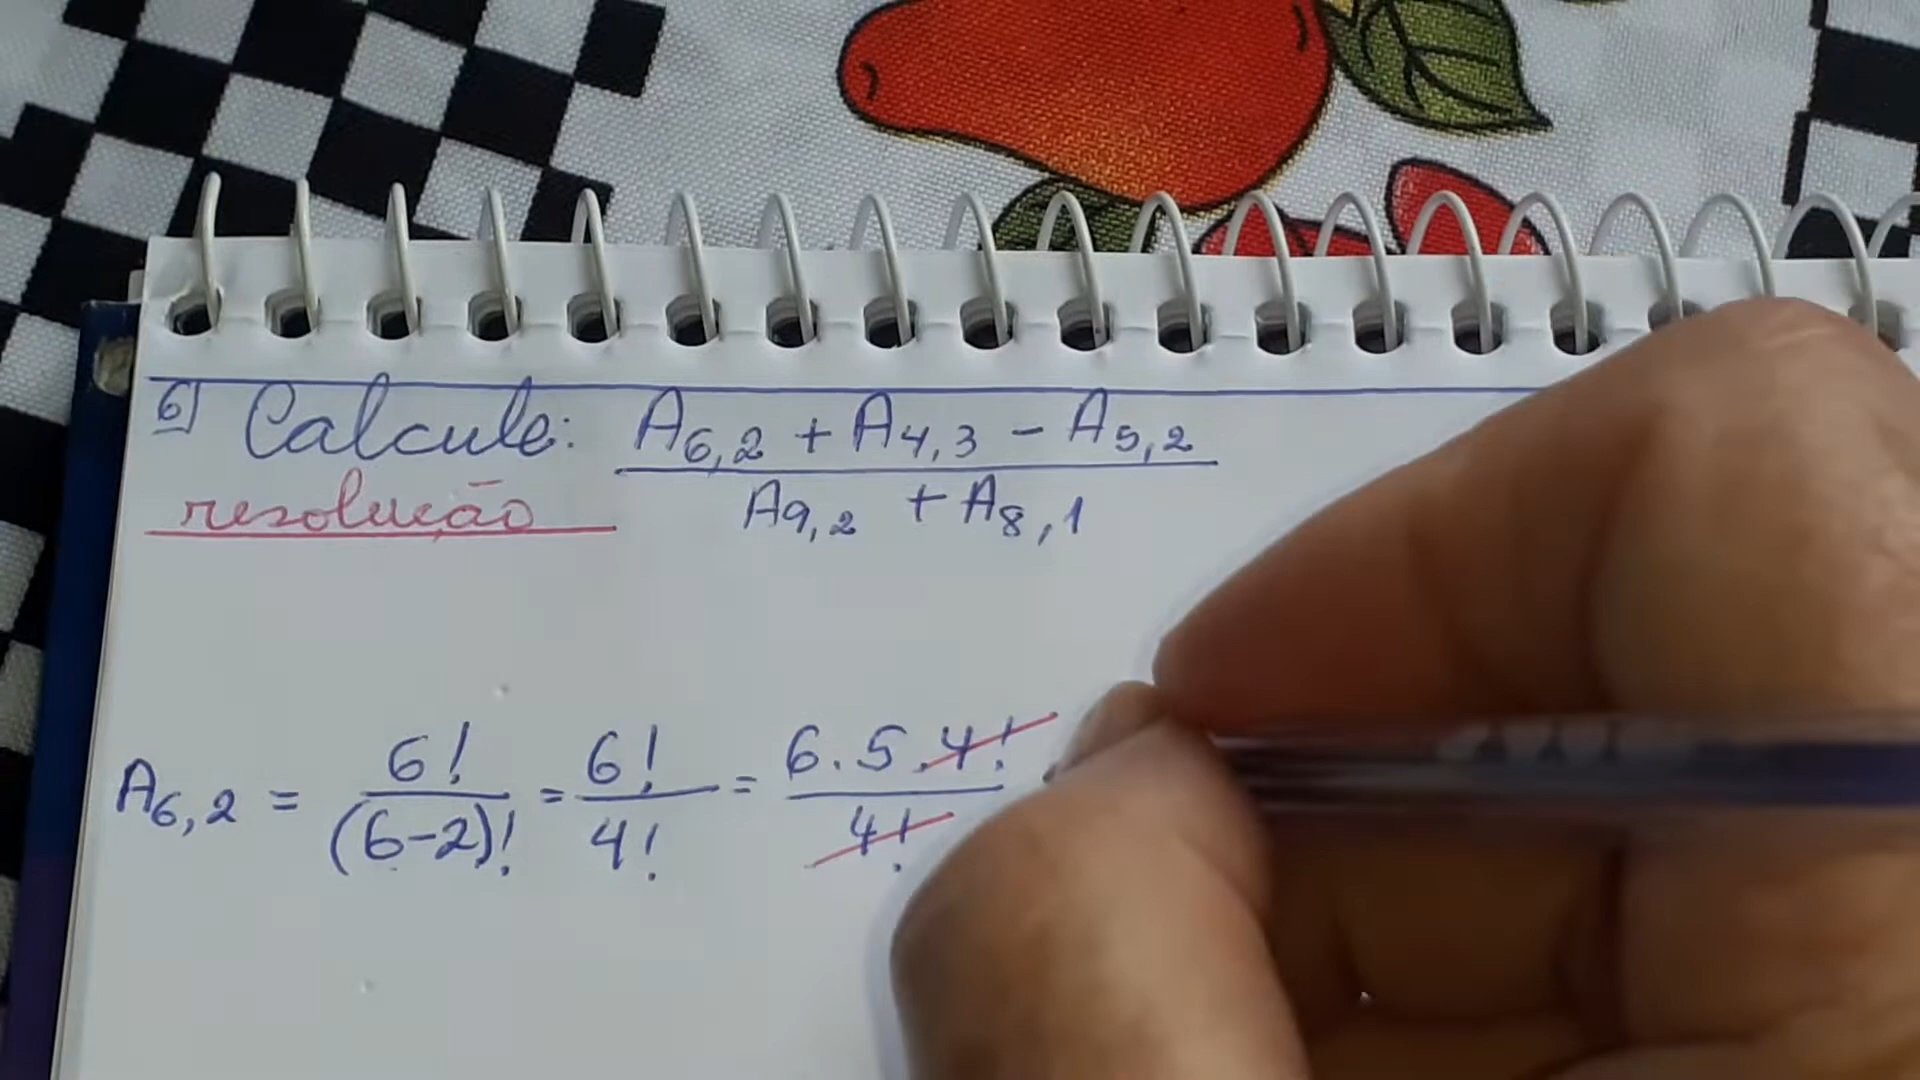 6) Calcule: A6,2 + A4,3 - A5,2
resolução A9,2 + A8,1
6! 6! 6.5.4!
A6,2 = = =
(6-2)! 4! 4!